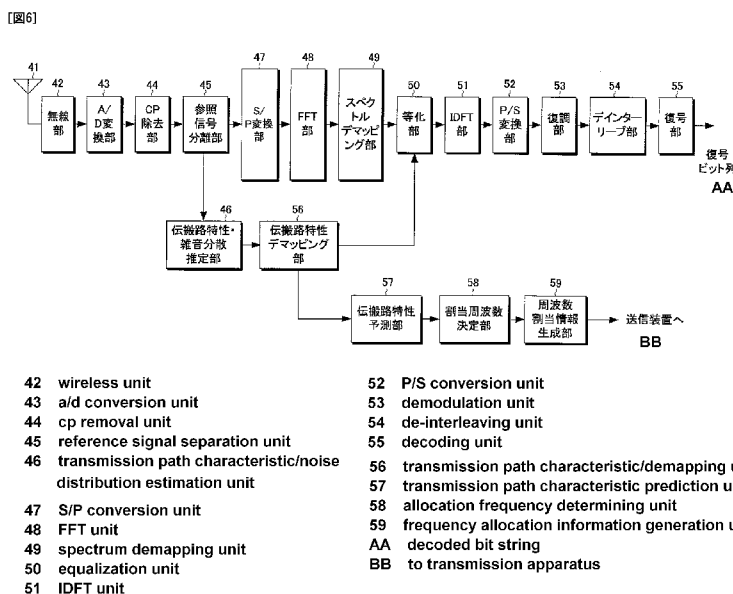 [図6]
41
42
無線
部
43
A/
D変
換部
44
CP
除去
部
45
参照
信号
分離部
47
S/
P変換
部
48
FFT
部
49
スペク
トル
デマッピ
ング部
50
等化
部
51
IDFT
部
52
P/S
変換
部
53
復調
部
54
デインター
リーブ部
55
復号
部
復号
ビット列
AA
46
伝搬路特性・
雑音分散
推定部
56
伝搬路特性
デマッピング
部
57
伝搬路特性
予測部
58
割当周波数
決定部
59
周波数
割当情報
生成部
送信装置へ
BB
42 wireless unit
43 a/d conversion unit
44 cp removal unit
45 reference signal separation unit
46 transmission path characteristic/noise
distribution estimation unit
47 S/P conversion unit
48 FFT unit
49 spectrum demapping unit
50 equalization unit
51 IDFT unit
52 P/S conversion unit
53 demodulation unit
54 de-interleaving unit
55 decoding unit
56 transmission path characteristic/demapping
57 transmission path characteristic prediction
58 allocation frequency determining unit
59 frequency allocation information generation
AA decoded bit string
BB to transmission apparatus